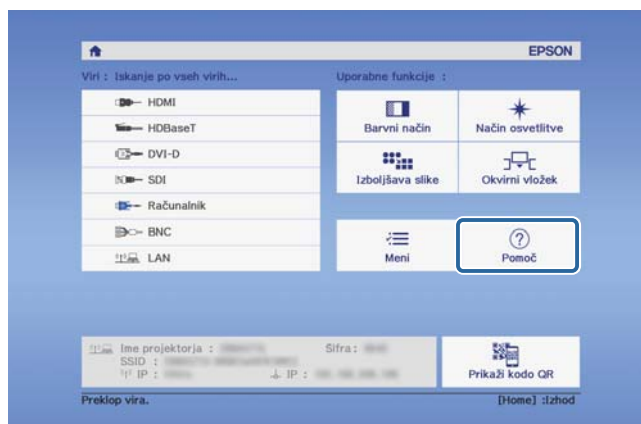 EPSON
Viri : Iskanje po vseh virih...
HDMI
HDBaseT
DVI-D
SDI
Računalnik
BNC
LAN
Uporabne funkcije :
Barvni način
Način osvetlitve
Izboljšava slike
Okvirni vložek
Meni
Pomoč
Ime projektorja :
Šifra :
SSID :
IP :
IP :
Prikaži kodo QR
Preklop vira.
[Home] :Izhod